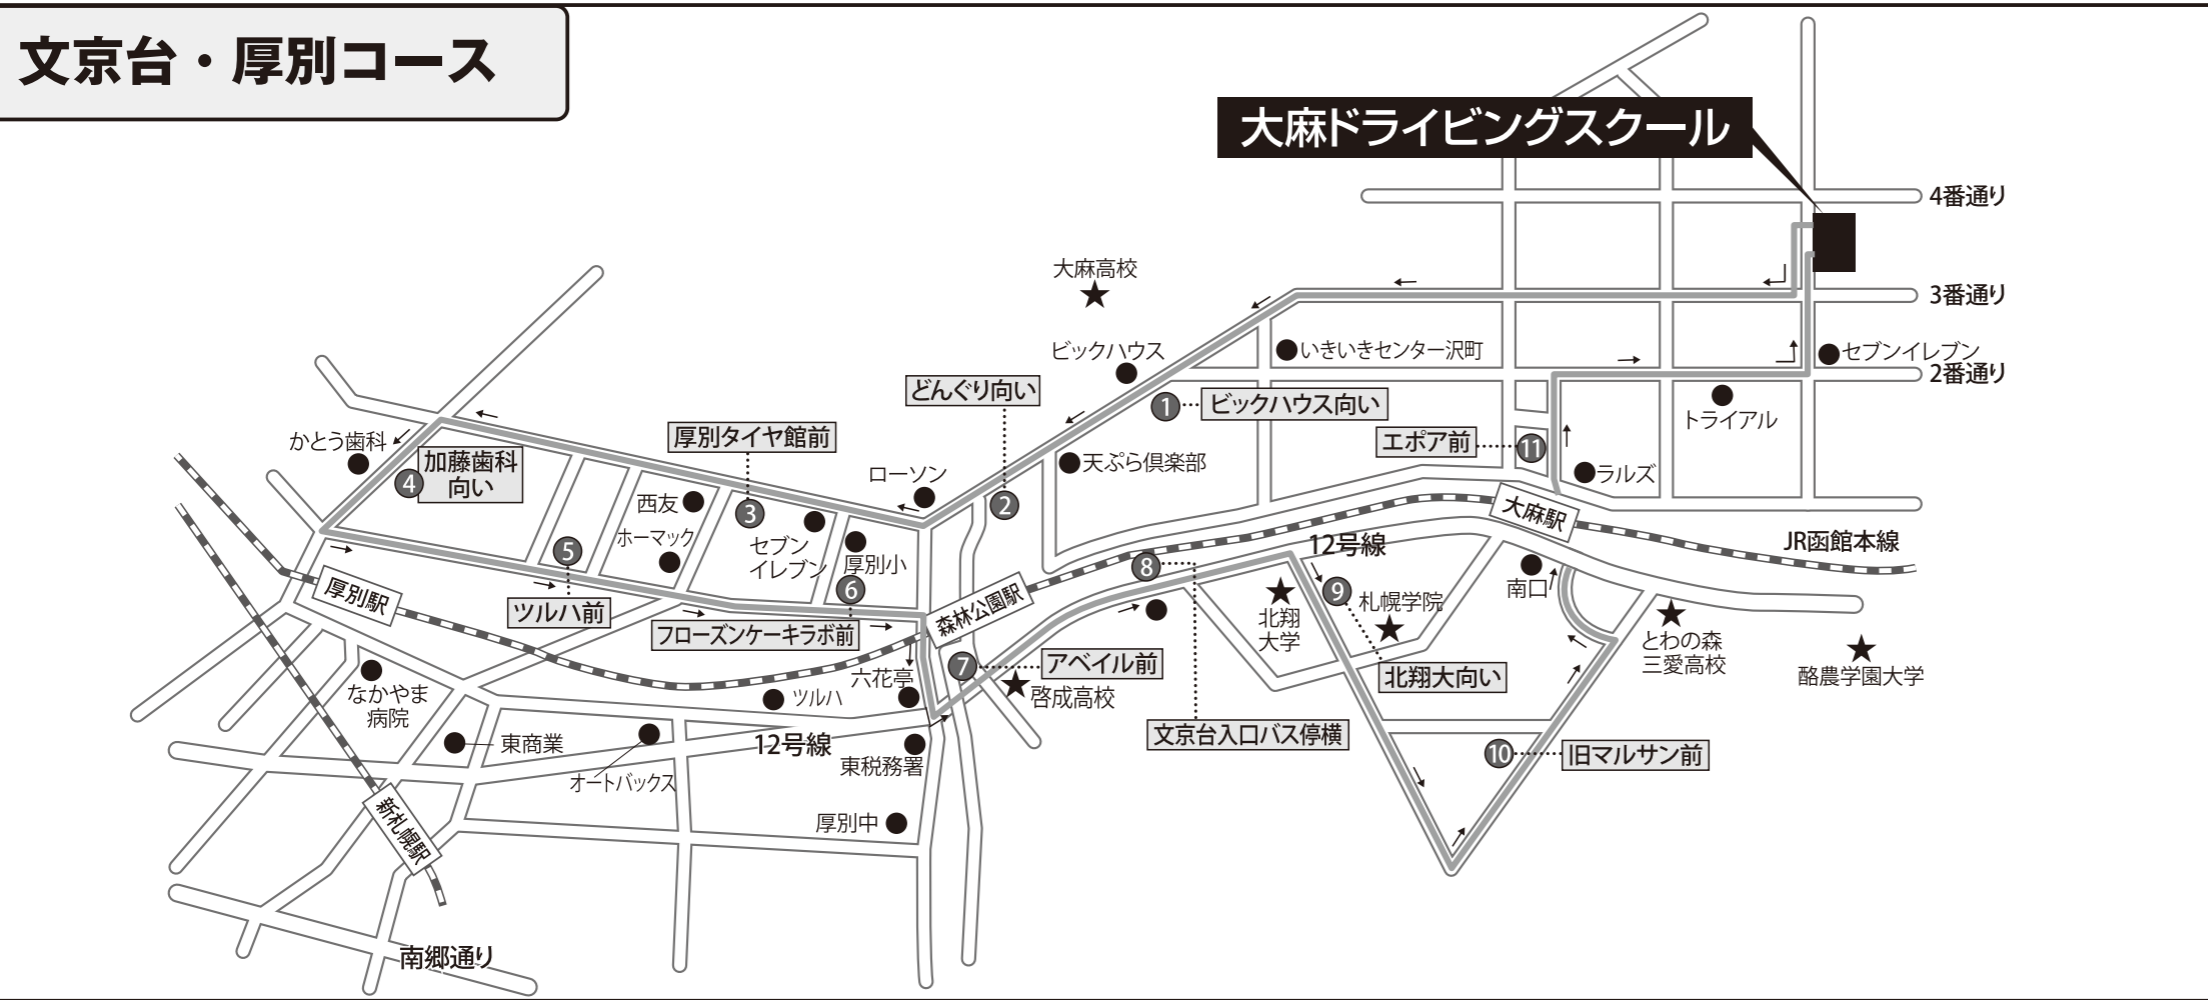 文京台・厚別コース
大麻ドライビングスクール
4番通り
大麻高校
3番通り
ビックハウス
いきいきセンター沢町
セブンイレブン
2番通り
どんぐり向い
① ビックハウス向い
トライアル
かとう歯科
厚別タイヤ館前
エポア前
⑪
加藤歯科
向い
④
ローソン
天ぷら倶楽部
ラルズ
西友
③
②
大麻駅
ホーマック
セブン
イレブン
⑤
厚別小
⑧
12号線
JR函館本線
厚別駅
ツルハ前
⑥
森林公園駅
北翔
大学
⑨
札幌学院
南口
フローズンケーキラボ前
とわの森
三愛高校
酪農学園大学
なかやま
病院
ツルハ
六花亭
⑦
アベイル前
啓成高校
北翔大向い
東商業
オートバックス
12号線
東税務署
文京台入口バス停横
⑩
旧マルサン前
新札幌駅
厚別中
南郷通り